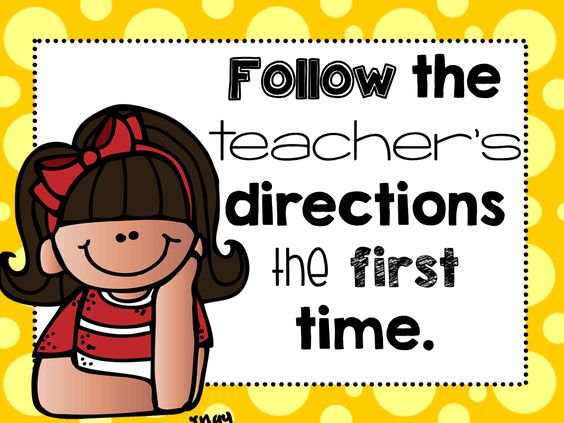 Follow the
teacher's
directions
the first
time.